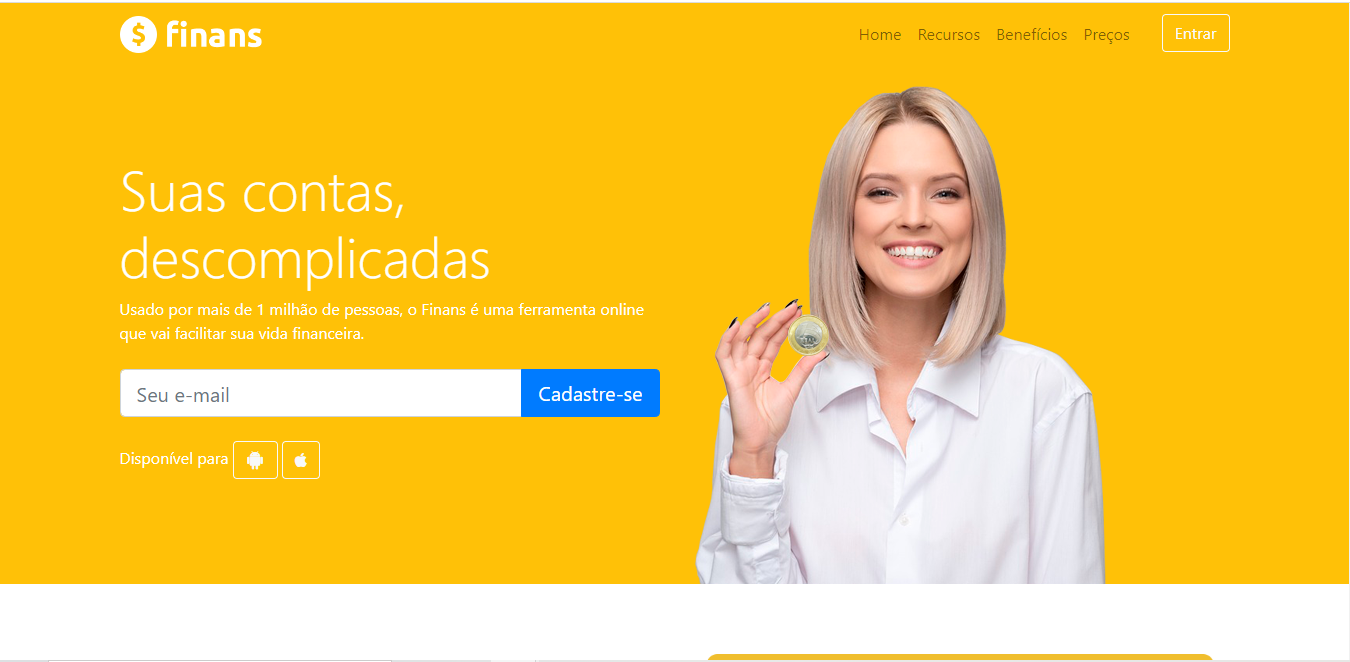 finans
Home Recursos Benefícios Preços Entrar
Suas contas,
descomplicadas
Usado por mais de 1 milhão de pessoas, o Finans é uma ferramenta online
que vai facilitar sua vida financeira.
Seu e-mail Cadastre-se
Disponível para